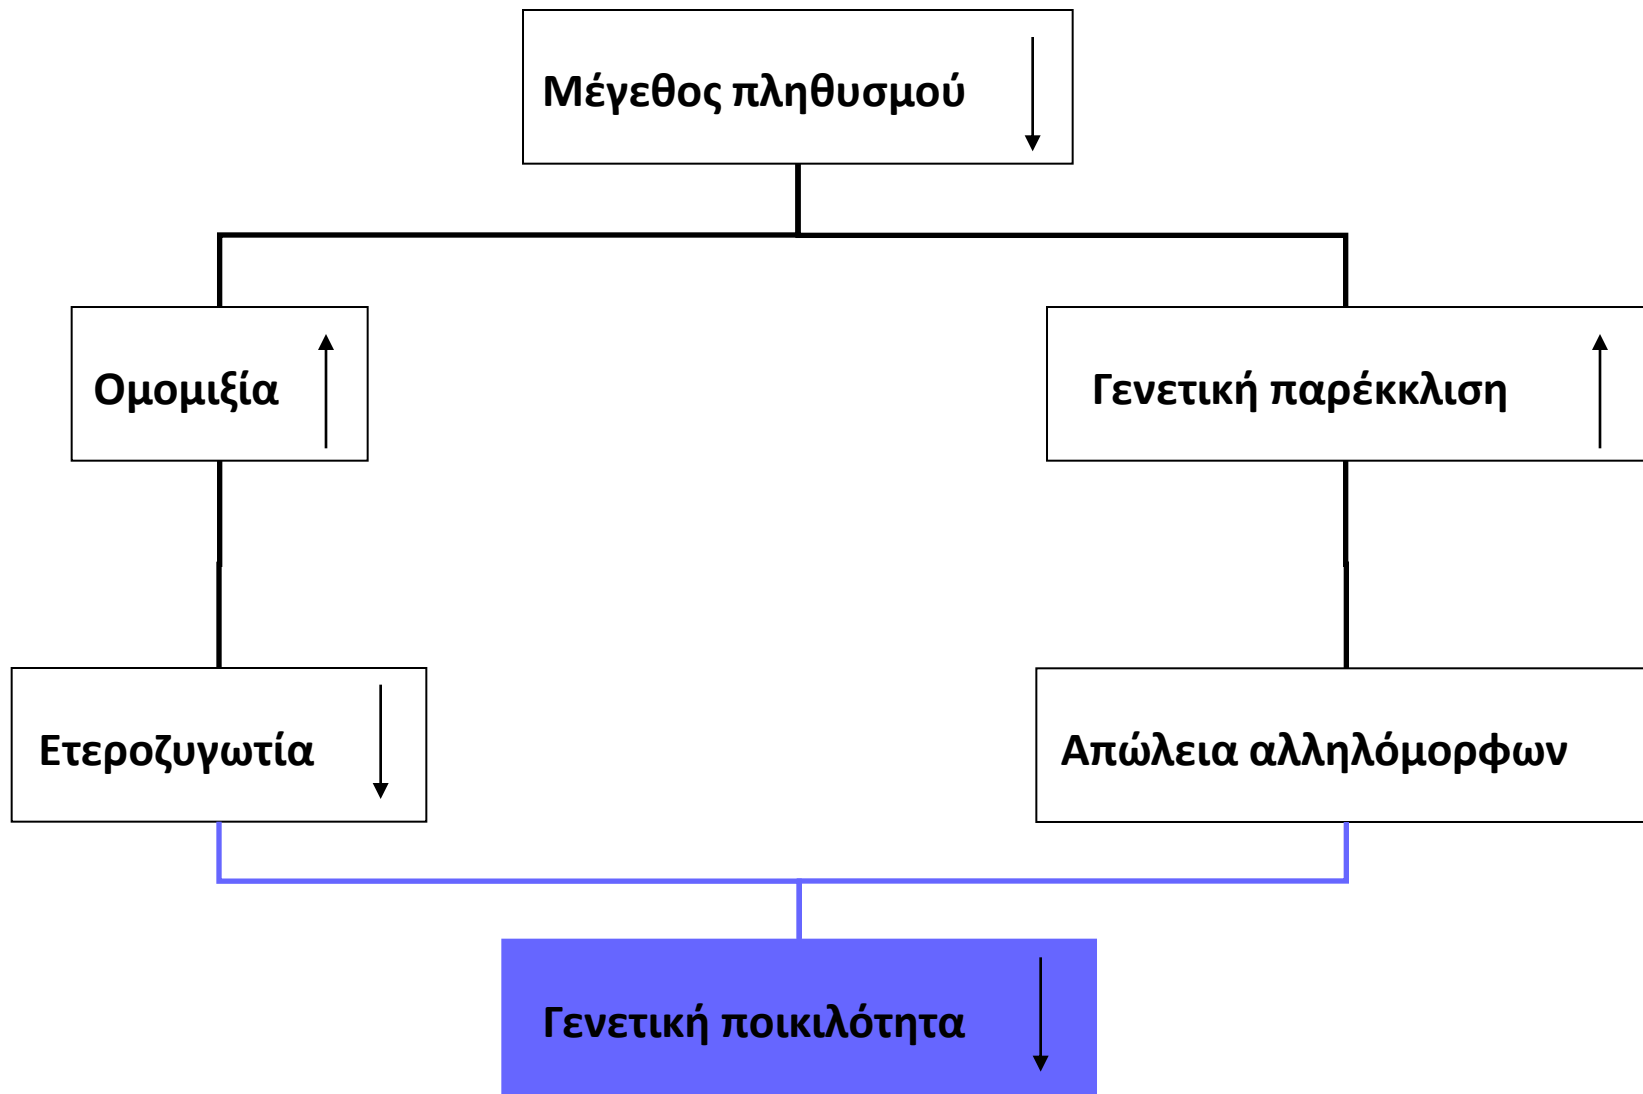 Μέγεθος πληθυσμού
Ομομιξία
Γενετική παρέκκλιση
Ετεροζυγωτία
Απώλεια αλληλόμορφων
Γενετική ποικιλότητα